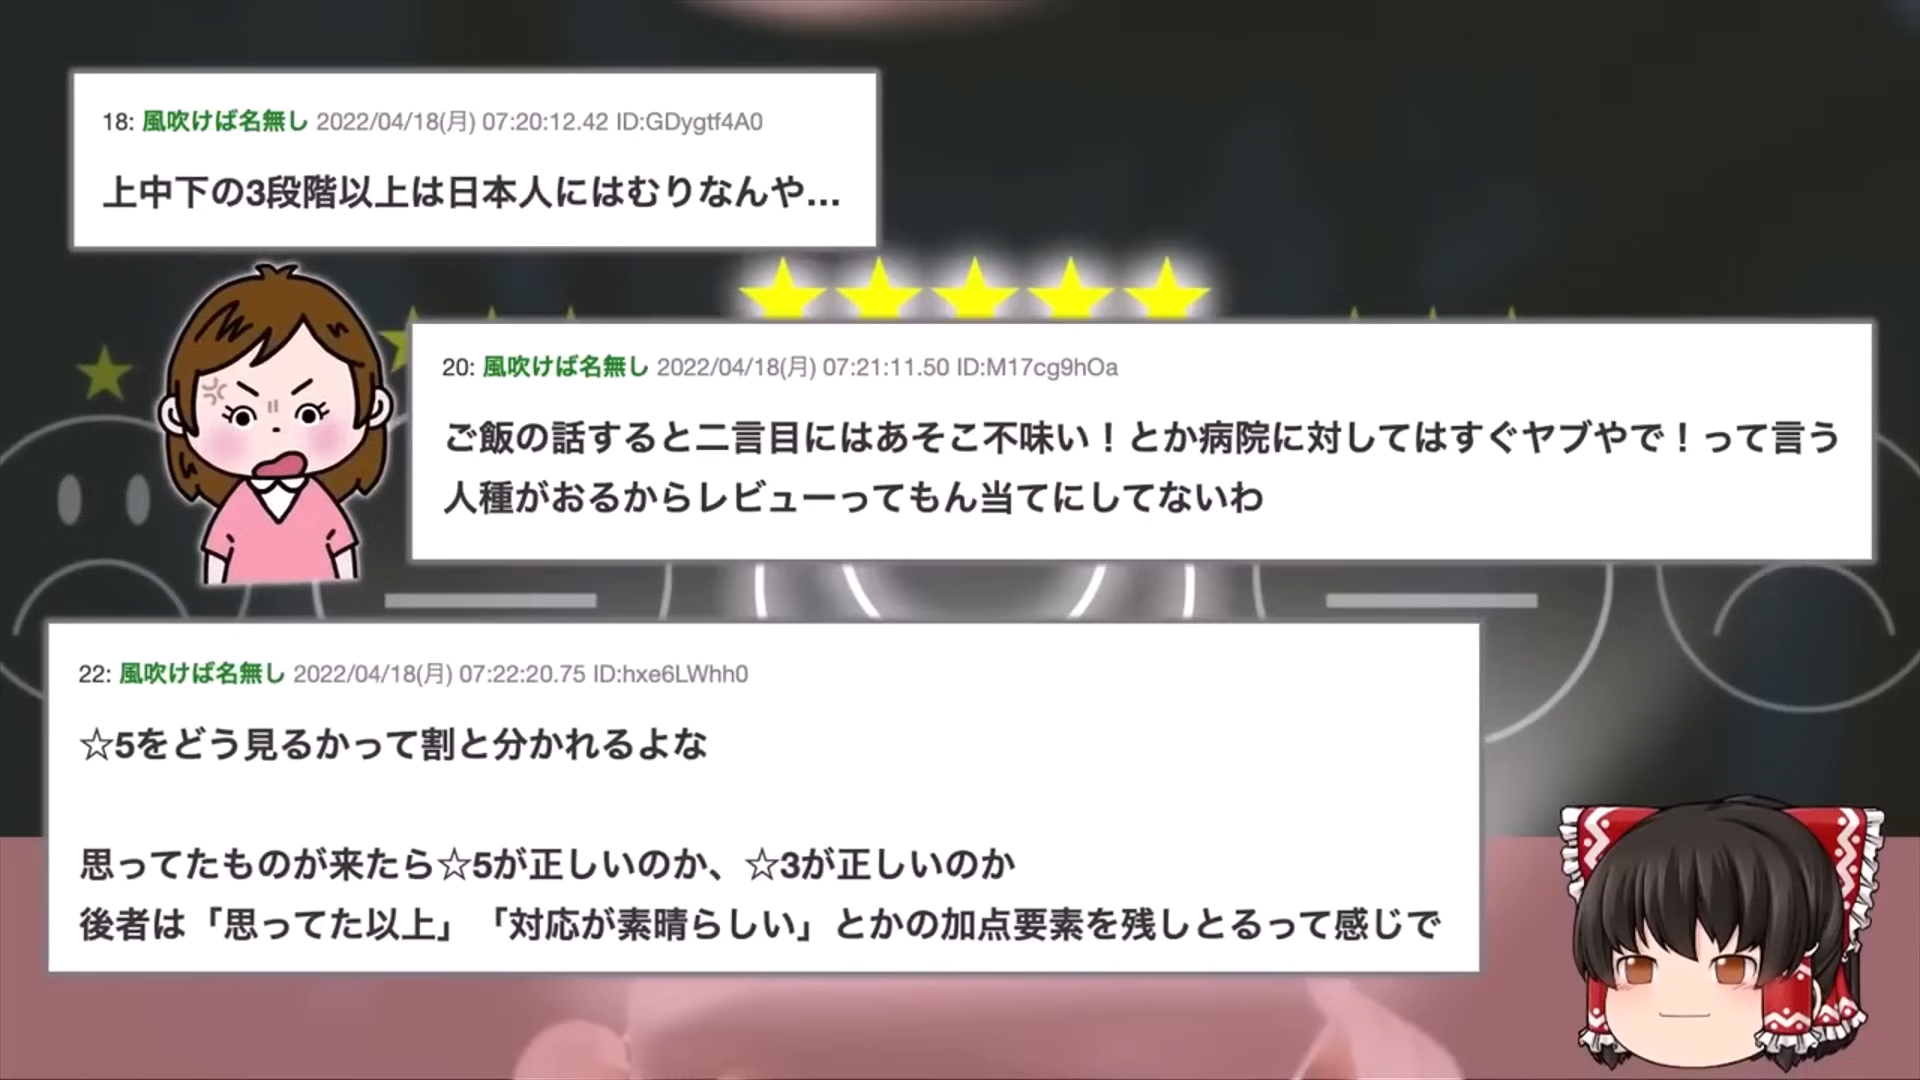 18: 風吹けば名無し 2022/04/18(月) 07:20:12.42 ID:GDygtf4A0
上中下の3段階以上は日本人にはむりなんや...
20: 風吹けば名無し 2022/04/18(月) 07:21:11.50 ID:M17cg9hOa
ご飯の話すると二言目にはあそこ不味い！とか病院に対してはすぐヤブやで！って言う
人種がおるからレビューってもん当てにしてないわ
22: 風吹けば名無し 2022/04/18(月) 07:22:20.75 ID:hxe6LWhh0
☆5をどう見るかって割と分かれるよな
思ってたものが来たら☆5が正しいのか、☆3が正しいのか
後者は「思ってた以上」「対応が素晴らしい」とかの加点要素を残しとるって感じで